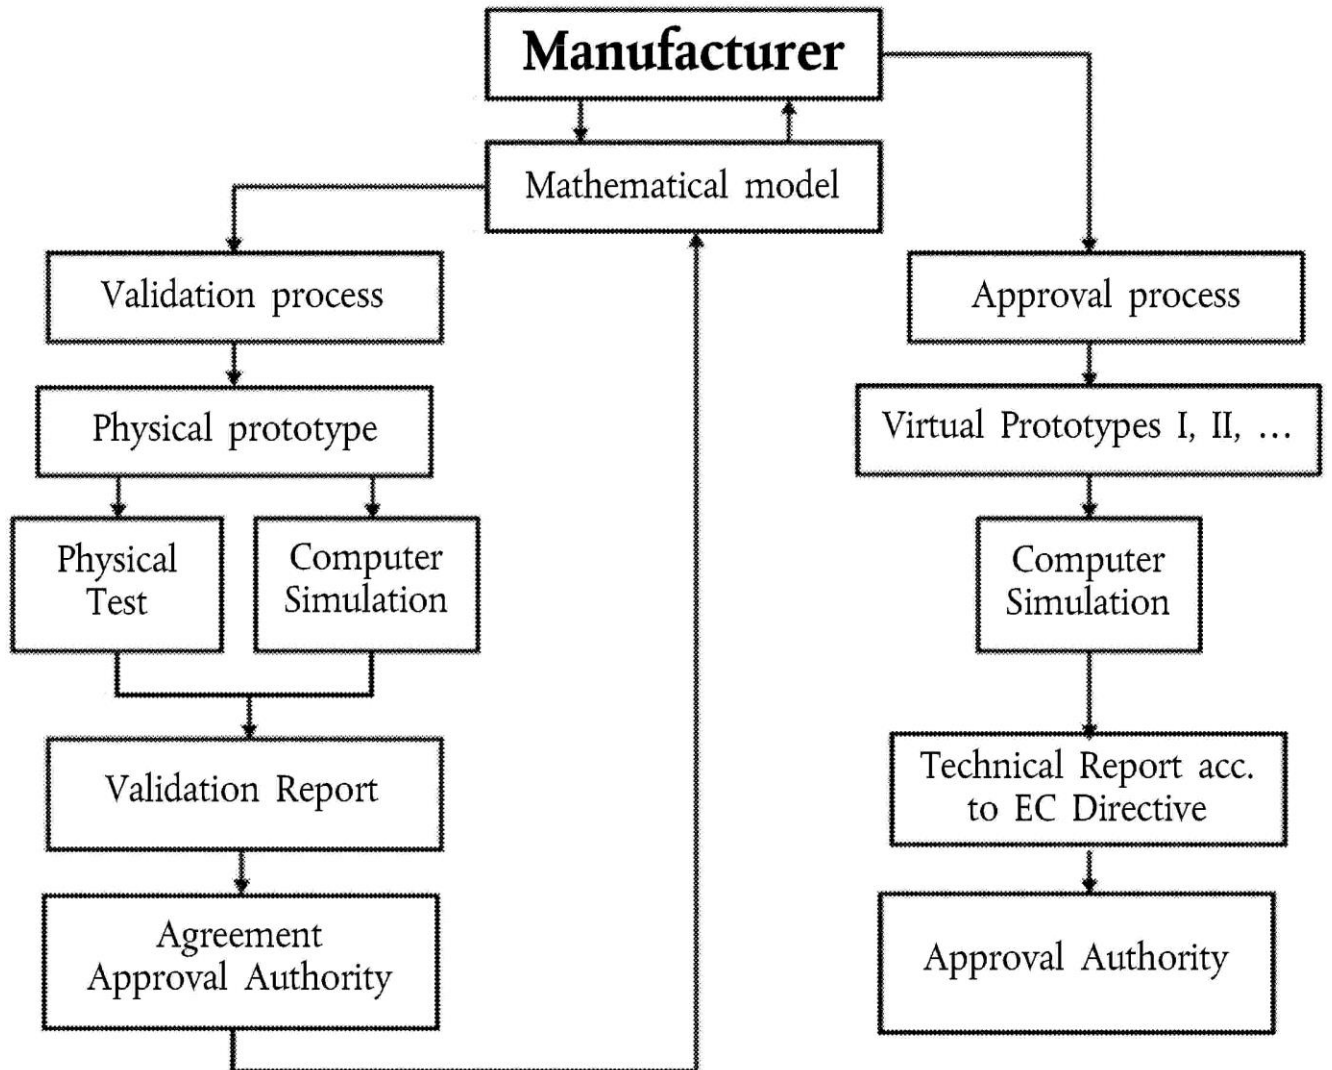 Manufacturer
Mathematical model
Validation process
Approval process
Physical prototype
Virtual Prototypes I, II, ...
Physical
Test
Computer
Simulation
Computer
Simulation
Validation Report
Technical Report acc.
to EC Directive
Agreement
Approval Authority
Approval Authority